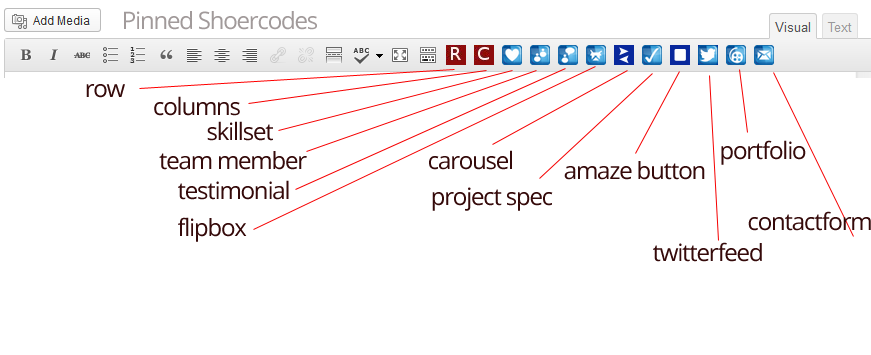 Add Media
Pinned Shoercodes
Visual
Text
B I ABC ABC R C
row
columns
skillset
team member
testimonial
flipbox
carousel
project spec
amaze button
portfolio
contactform
twitterfeed